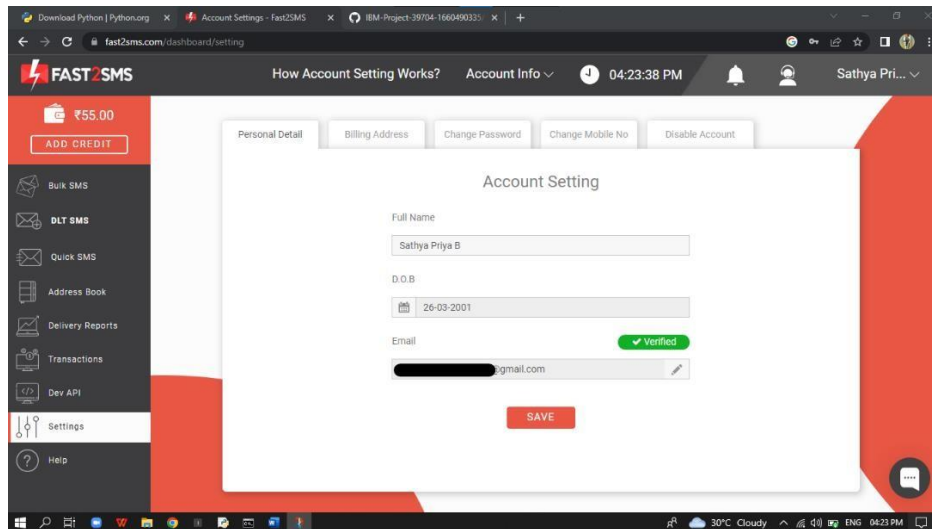 Download Python | Python.org
Account Settings - Fast2SMS
IBM-Project-39704-1660490335
fast2sms.com/dashboard/setting
FAST2SMS
How Account Setting Works?
Account Info
04:23:38 PM
Sathya Pri...
₹55.00
ADD CREDIT
Bulk SMS
DLT SMS
Quick SMS
Address Book
Delivery Reports
Transactions
Dev API
Settings
Help
Personal Detail
Billing Address
Change Password
Change Mobile No
Disable Account
Account Setting
Full Name
Sathya Priya B
D.O.B
26-03-2001
Email
Verified
@gmail.com
SAVE
30°C Cloudy
ENG
04:23 PM